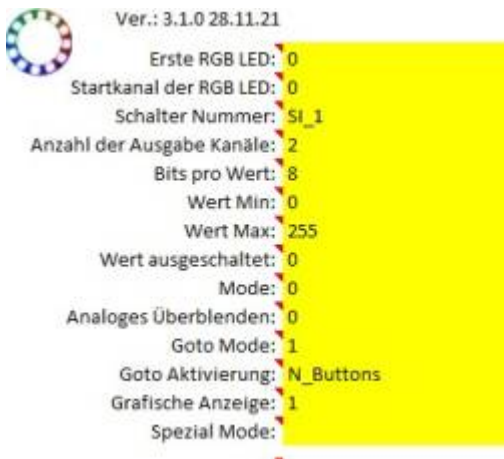 Ver.: 3.1.0 28.11.21
Erste RGB LED: 0
Startkanal der RGB LED: 0
Schalter Nummer: SI_1
Anzahl der Ausgabe Kanäle: 2
Bits pro Wert: 8
Wert Min: 0
Wert Max: 255
Wert ausgeschaltet: 0
Mode: 0
Analoges Überblenden: 0
Goto Mode: 1
Goto Aktivierung: N_Buttons
Grafische Anzeige: 1
Spezial Mode: